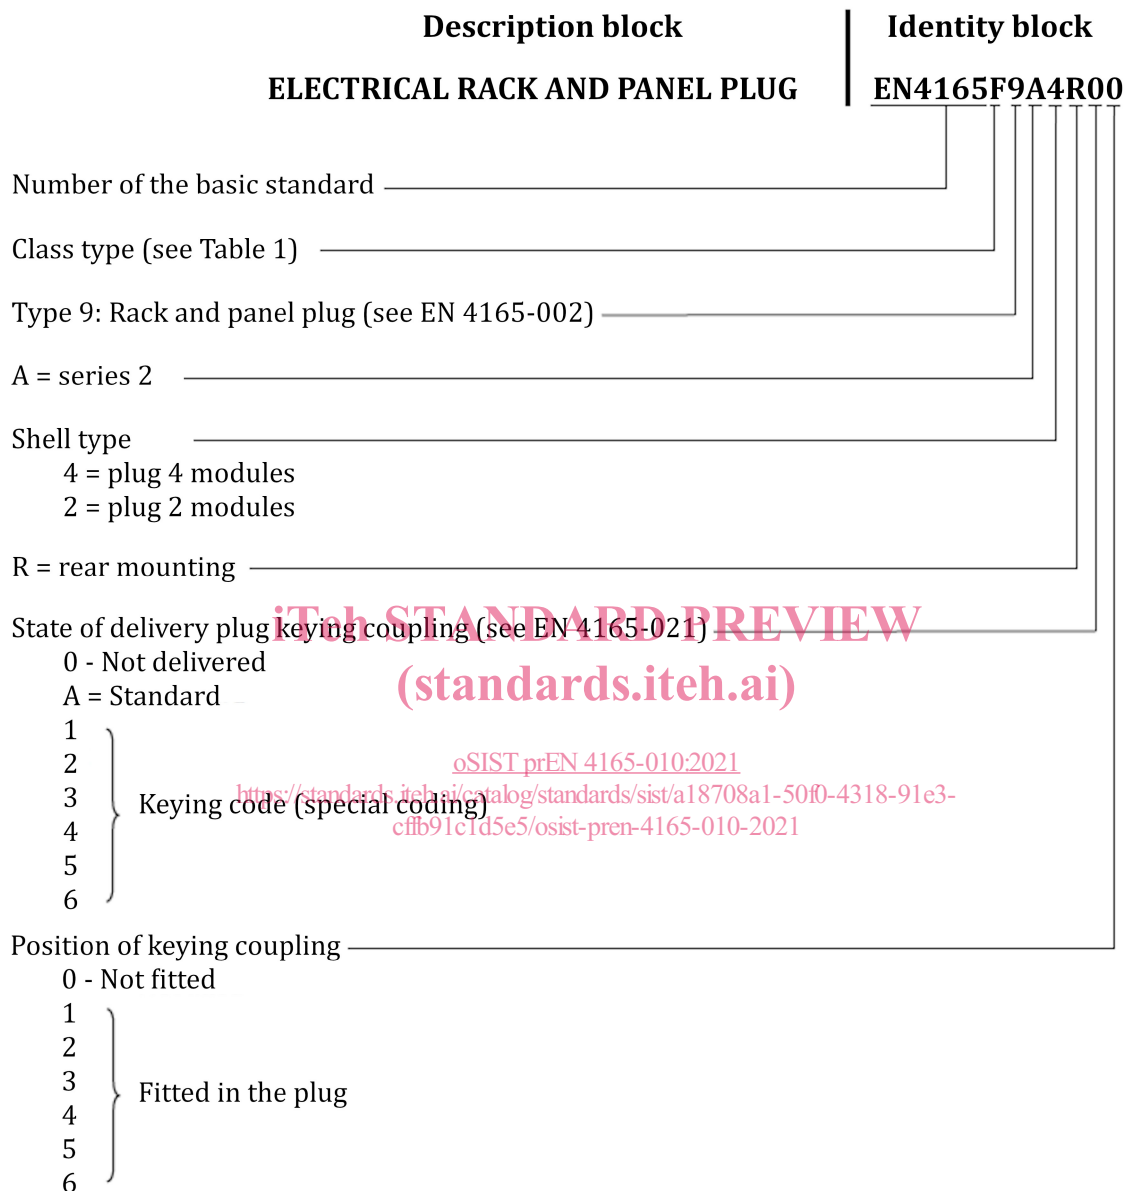 Description block Identity block
ELECTRICAL RACK AND PANEL PLUG EN4165F9A4R00
Number of the basic standard
Class type (see Table 1)
Type 9: Rack and panel plug (see EN 4165-002)
A = series 2
Shell type
4 = plug 4 modules
2 = plug 2 modules
R = rear mounting
iTeh STANDARD PREVIEW
State of delivery plug keying coupling (see EN 4165-021)
0 - Not delivered
(standards.iteh.ai)
A = Standard
1
2
oSIST prEN 4165-010:2021
3
https://standards.iteh.ai/catalog/standards/sist/a18708a1-50f0-4318-91e3-
Keying code (special coding)
4
cffb91c1d5e5/osist-pren-4165-010-2021
5
6
Position of keying coupling
0 - Not fitted
1
2
3
Fitted in the plug
4
5
6